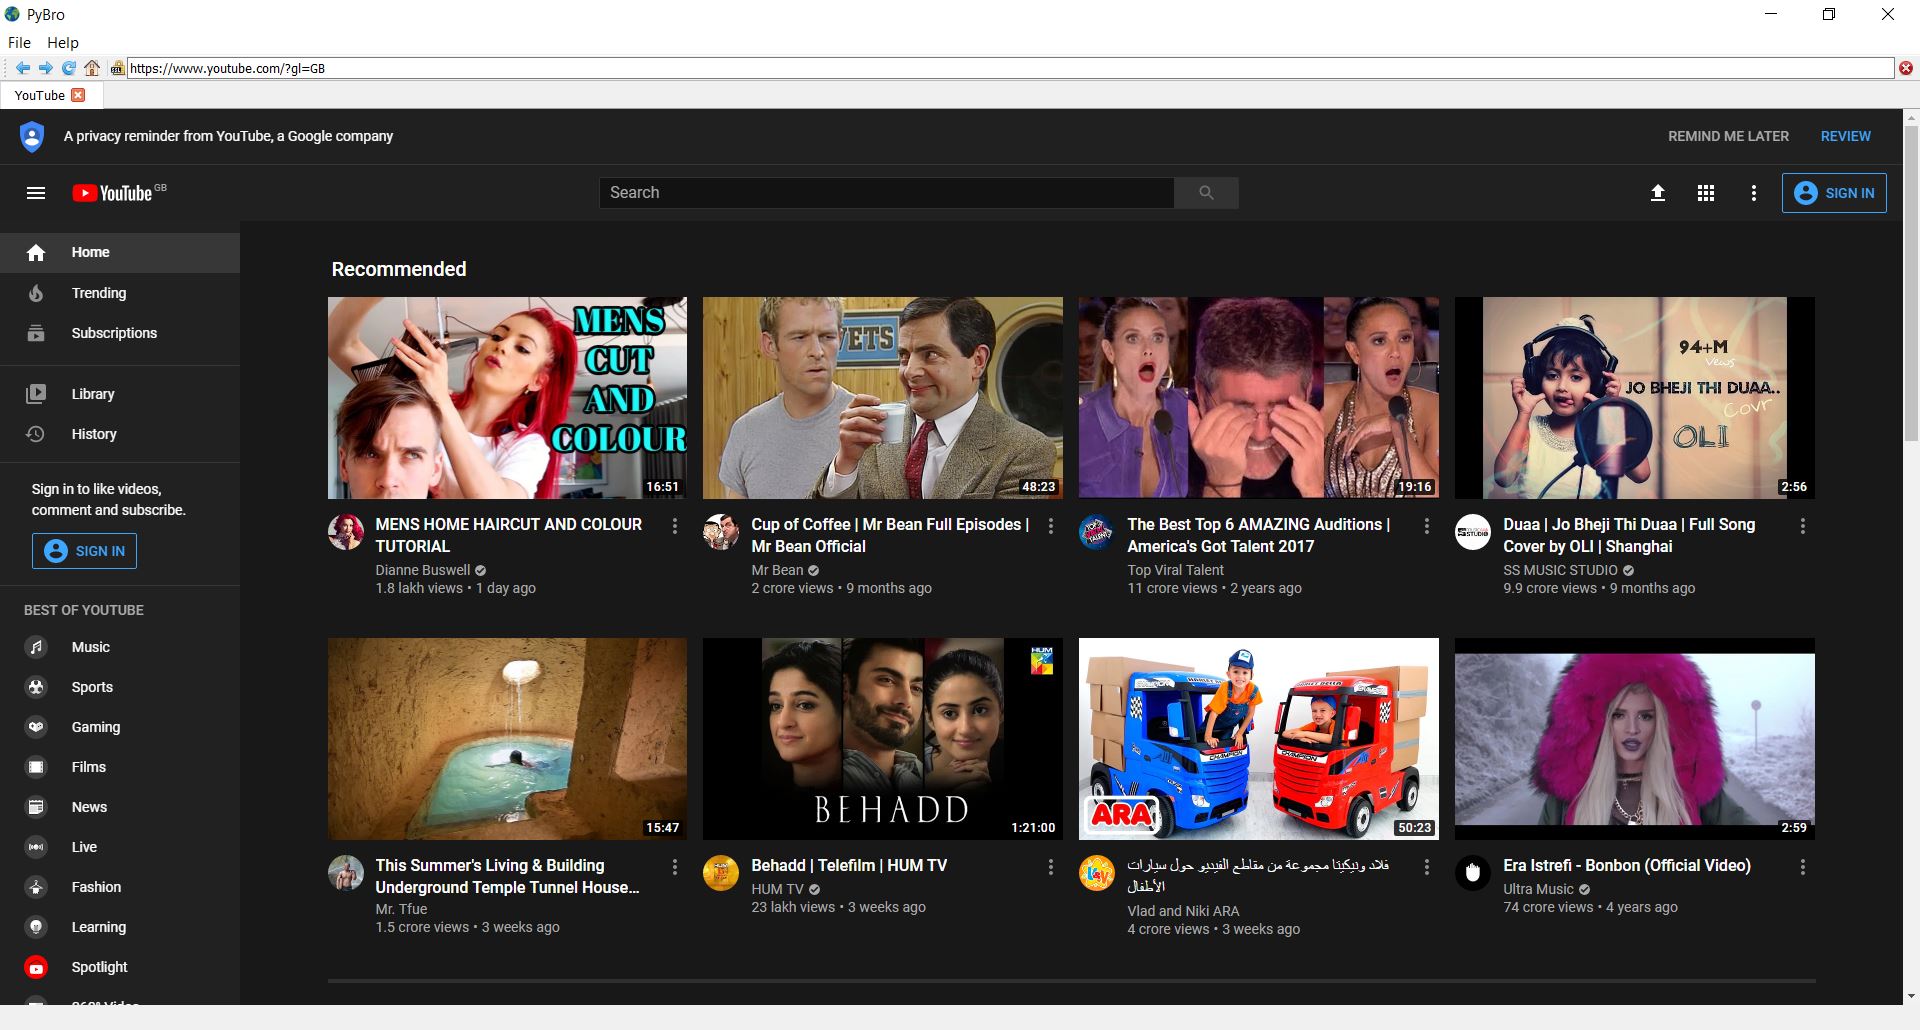 PyBro
File Help
https://www.youtube.com/?gl=GB
YouTube
A privacy reminder from YouTube, a Google company
REMIND ME LATER REVIEW
YouTube GB
Search
SIGN IN
Home
Trending
Subscriptions
Library
History
Sign in to like videos,
comment and subscribe.
SIGN IN
BEST OF YOUTUBE
Music
Sports
Gaming
Films
News
Live
Fashion
Learning
Spotlight
Recommended
MENS
CUT
AND
COLOUR
16:51
MENS HOME HAIRCUT AND COLOUR
TUTORIAL
Dianne Buswell
1.8 lakh views • 1 day ago
VETS
48:23
Cup of Coffee | Mr Bean Full Episodes |
Mr Bean Official
Mr Bean
2 crore views • 9 months ago
19:16
The Best Top 6 AMAZING Auditions |
America's Got Talent 2017
Top Viral Talent
11 crore views • 2 years ago
94+M
Vews
JO BHEJI THI DUAA..
Covr
OLI
2:56
Duaa | Jo Bheji Thi Duaa | Full Song
Cover by OLI | Shanghai
SS MUSIC STUDIO
9.9 crore views • 9 months ago
15:47
This Summer's Living & Building
Underground Temple Tunnel House...
Mr. Tfue
1.5 crore views • 3 weeks ago
HUM
BEHADD
1:21:00
Behadd | Telefilm | HUM TV
HUM TV
23 lakh views • 3 weeks ago
CHAMPION
CHAMPION
ARA
50:23
فلاد ونيكيتا مجموعة من مقاطع الفيديو حول سيارات
الأطفال
Vlad and Niki ARA
4 crore views • 3 weeks ago
2:59
Era Istrefi - Bonbon (Official Video)
Ultra Music
74 crore views • 4 years ago